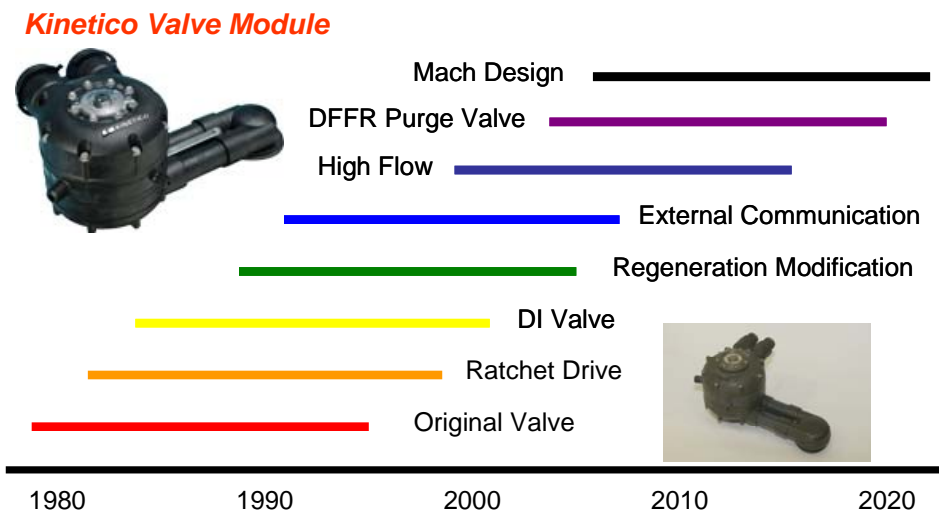 Kinetico Valve Module
Mach Design
DFFR Purge Valve
High Flow
KINETICO
External Communication
Regeneration Modification
DI Valve
Ratchet Drive
Original Valve
1980 1990 2000 2010 2020